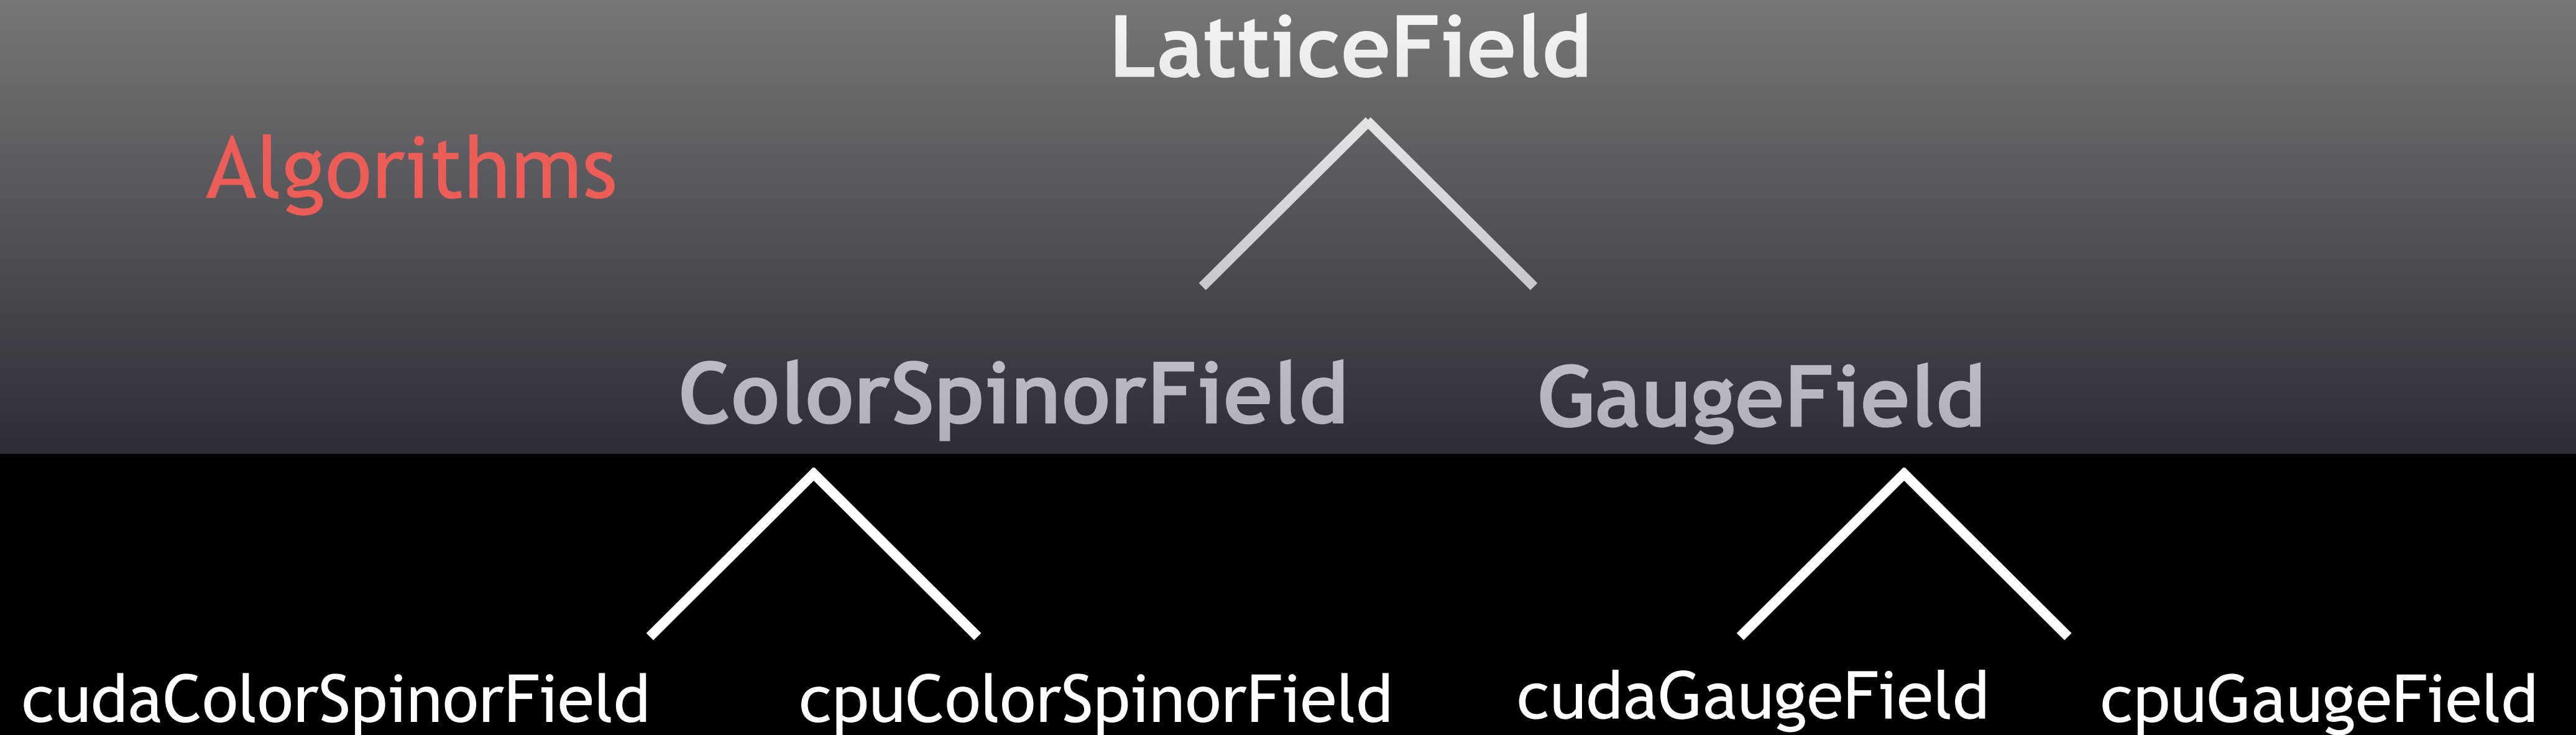 LatticeField
Algorithms
ColorSpinorField
GaugeField
cudaColorSpinorField
cpuColorSpinorField
cudaGaugeField
cpuGaugeField